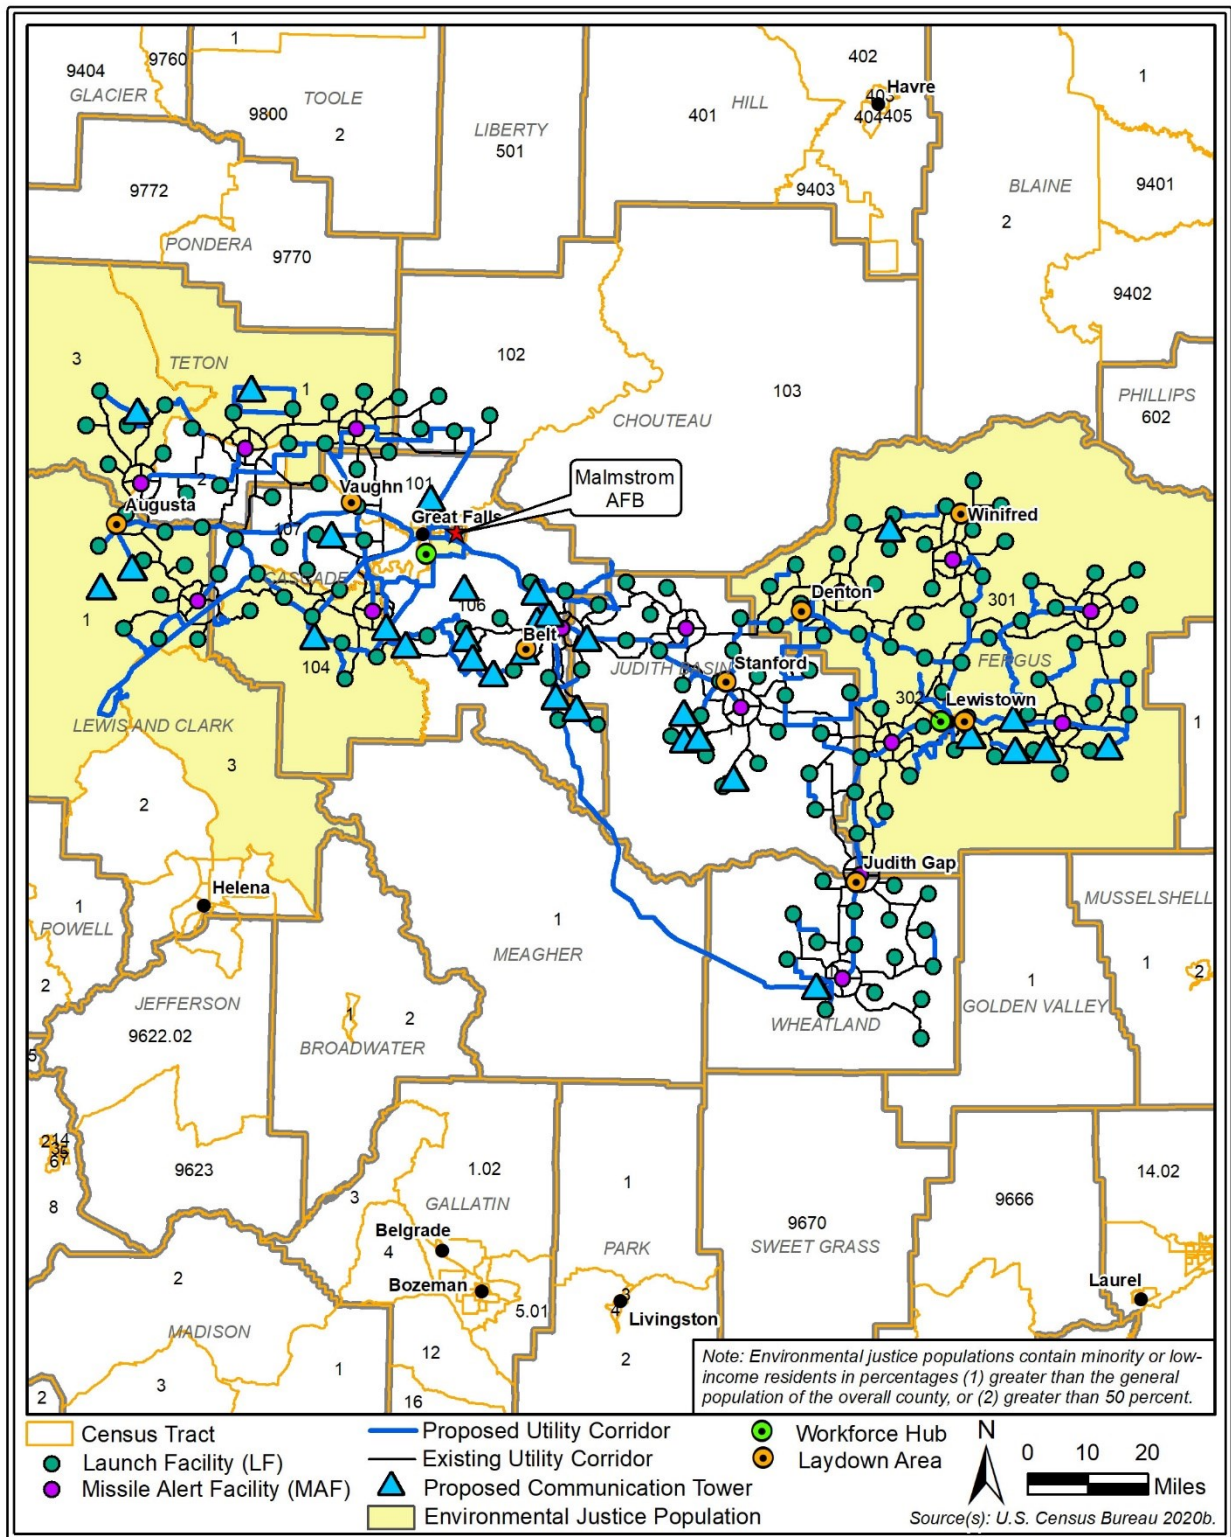 1
9760
402
9404
GLACIER
TOOLE
9800
2
HILL
401
Havre
403
404
405
1
LIBERTY
501
9772
9403
BLAINE
9401
2
PONDERA
9770
9402
3
TETON
1
102
103
CHOUTEAU
PHILLIPS
602
2
Vaughn
101
Malmstrom
AFB
Augusta
Great Falls
107
Winifred
CASCADE
106
Denton
301
1
Belt
104
JUDITH BASIN
Stanford
FERGUS
302
Lewistown
1
1
LEWIS AND CLARK
3
2
Judith Gap
Helena
MUSSELSHELL
1
POWELL
1
MEAGHER
1
2
2
JEFFERSON
1
2
1
GOLDEN VALLEY
1
WHEATLAND
9622.02
BROADWATER
5
9623
1.02
14.02
8
3
GALLATIN
1
9666
Belgrade
4
PARK
9670
SWEET GRASS
2
Bozeman
5.01
3
4
Livingston
Laurel
MADISON
12
2
1
3
2
16
Note: Environmental justice populations contain minority or low-
income residents in percentages (1) greater than the general
population of the overall county, or (2) greater than 50 percent.
Census Tract
Launch Facility (LF)
Missile Alert Facility (MAF)
Proposed Utility Corridor
Existing Utility Corridor
Proposed Communication Tower
Environmental Justice Population
Workforce Hub
Laydown Area
N
0 10 20
Miles
Source(s): U.S. Census Bureau 2020b.